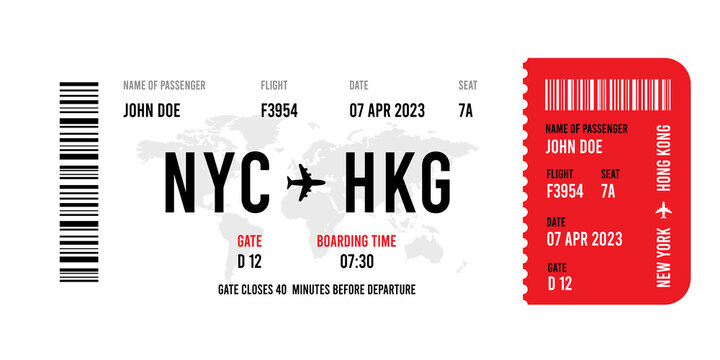 NAME OF PASSENGER FLIGHT DATE SEAT
JOHN DOE F3954 07 APR 2023 7A
NYC HKG
GATE BOARDING TIME
D 12 07:30
GATE CLOSES 40 MINUTES BEFORE DEPARTURE
NAME OF PASSENGER
JOHN DOE
FLIGHT SEAT
F3954 7A
DATE
07 APR 2023
GATE
D 12
NEW YORK HONG KONG